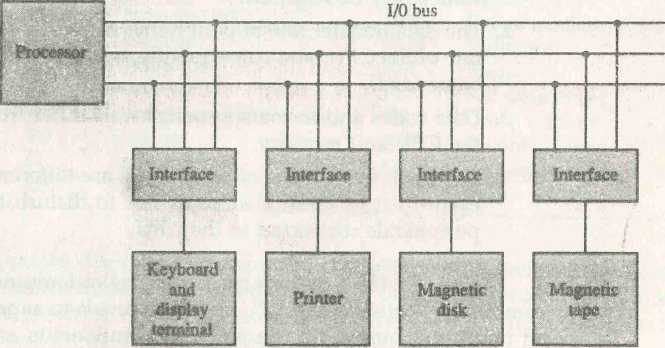 I/0 bus
Processor
Interface
Interface
Interface
Interface
Keyboard
and
display
terminal
Printer
Magnetic
disk
Magnetic
tape